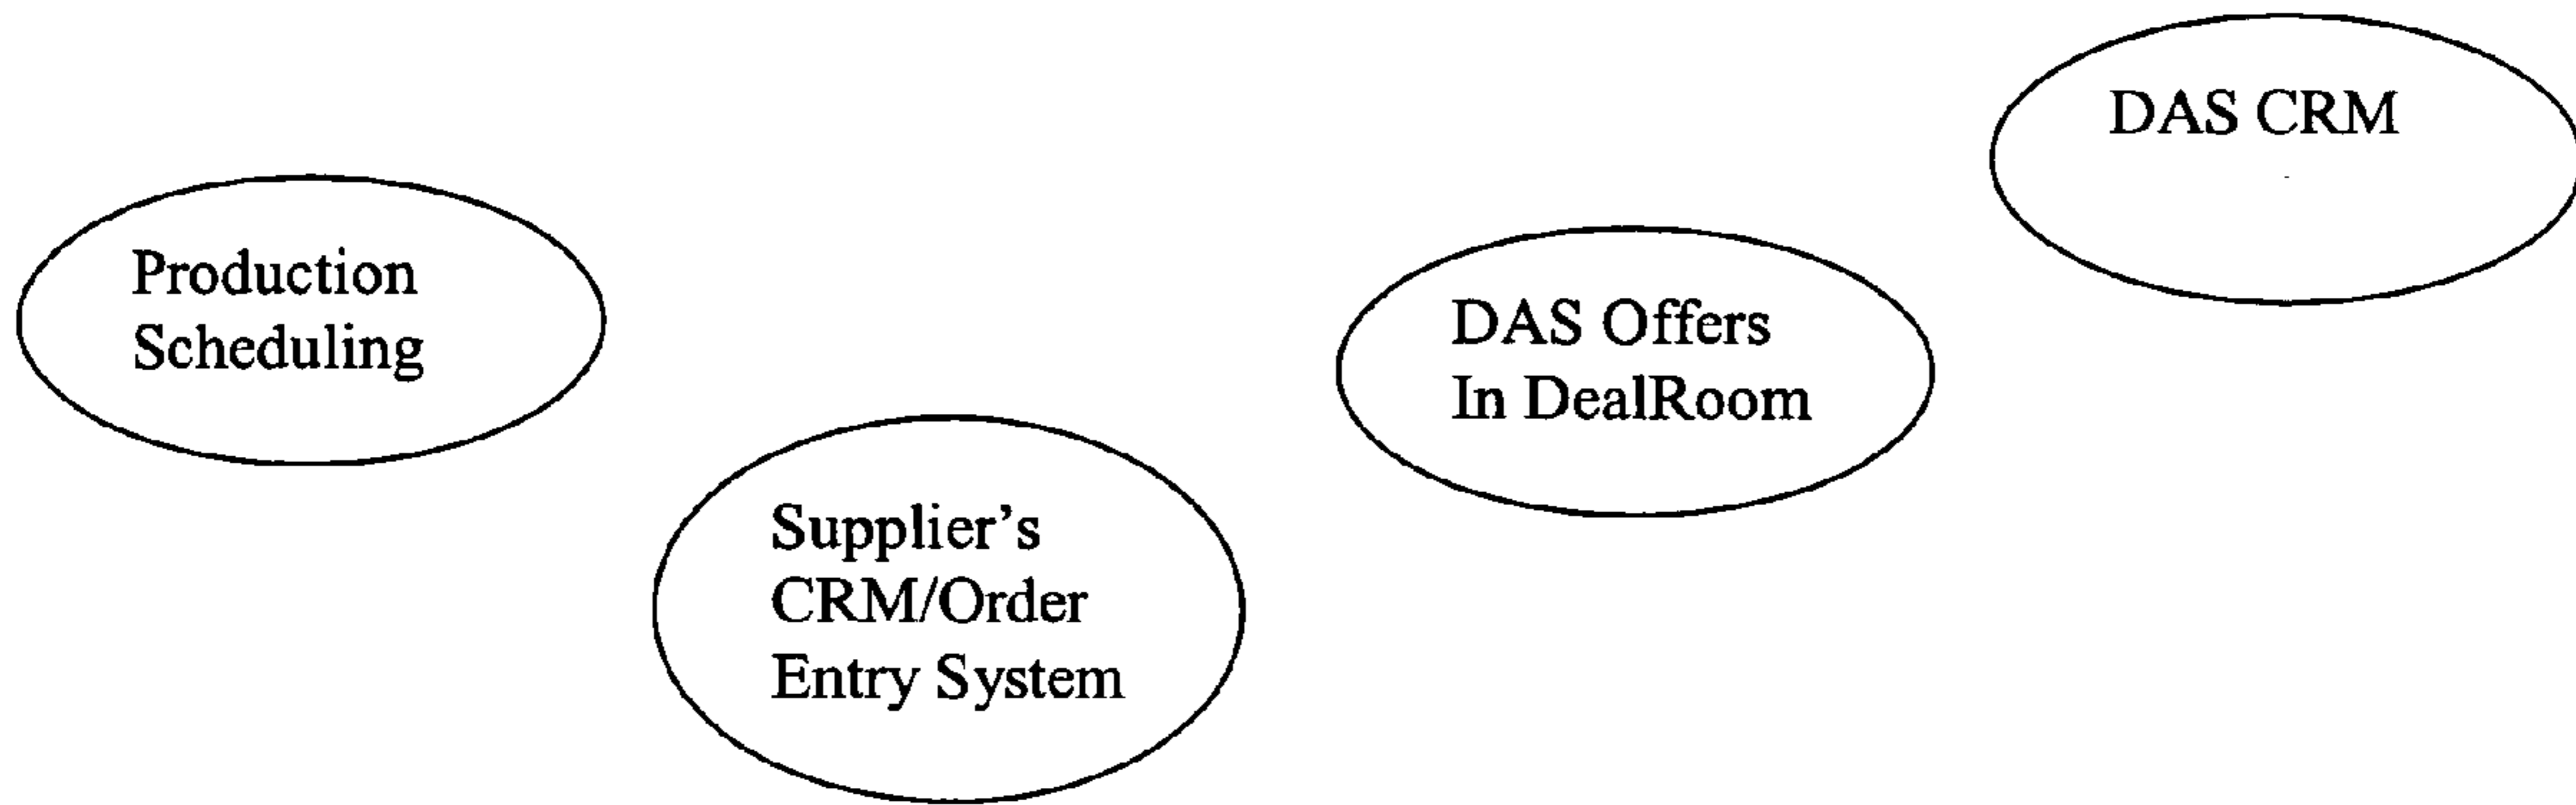 Production
Scheduling
Supplier’s
CRM/Order
Entry System
DAS Offers
In DealRoom
DAS CRM